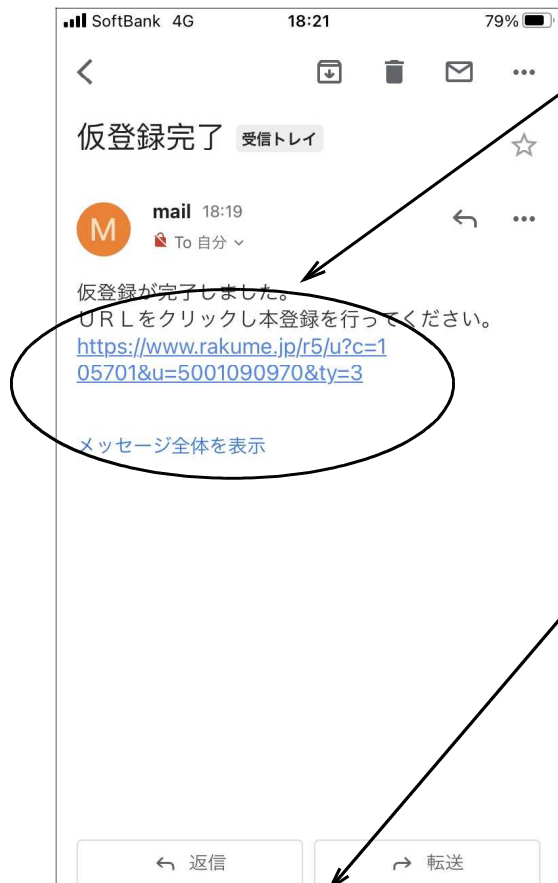 SoftBank 4G 18:21 79%
仮登録完了 受信トレイ
M mail 18:19
To 自分
仮登録が完了しました。
URLをクリックし本登録を行ってください。
https://www.rakume.jp/r5/u?c=1
05701&u=5001090970&ty=3
メッセージ全体を表示
返信 転送